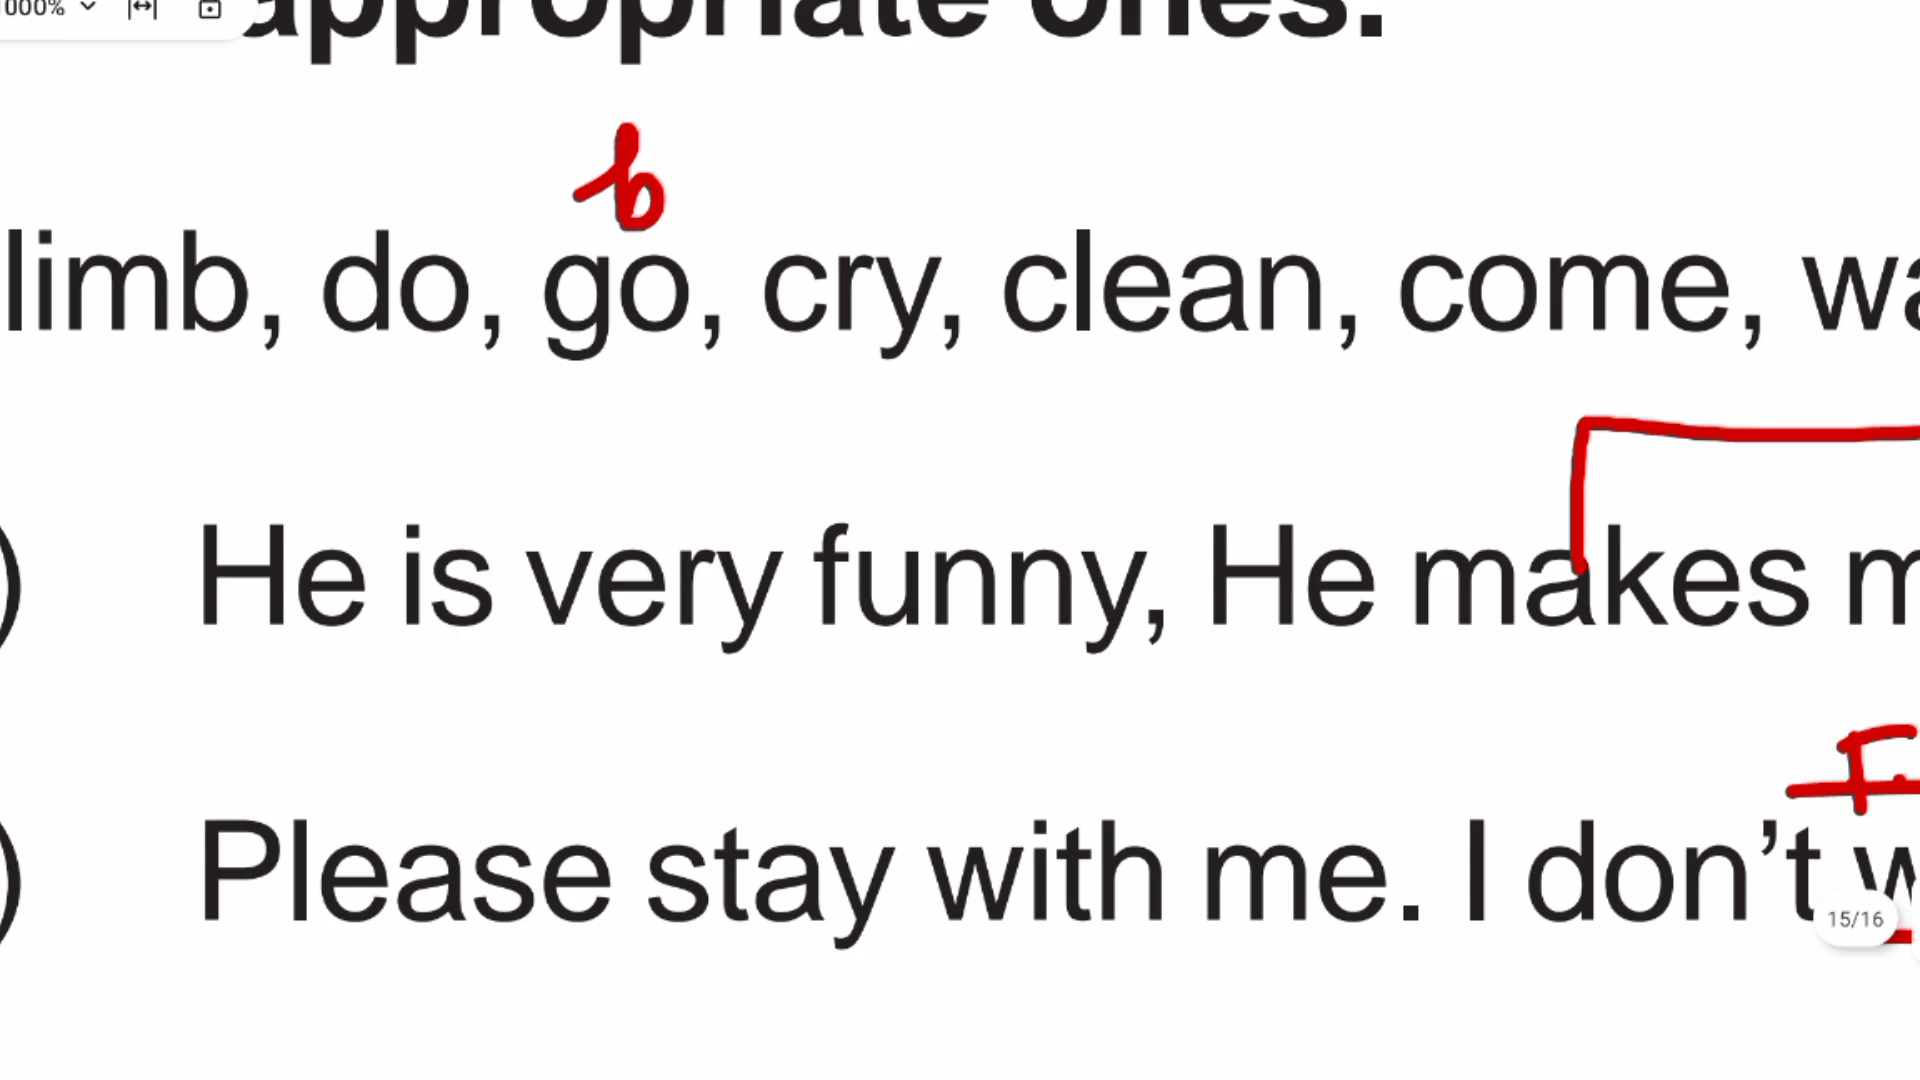 000%
appropriate ones.
b
limb, do, go, cry, clean, come, wa
) He is very funny, He makes m
F
) Please stay with me. I don’t w
15/16